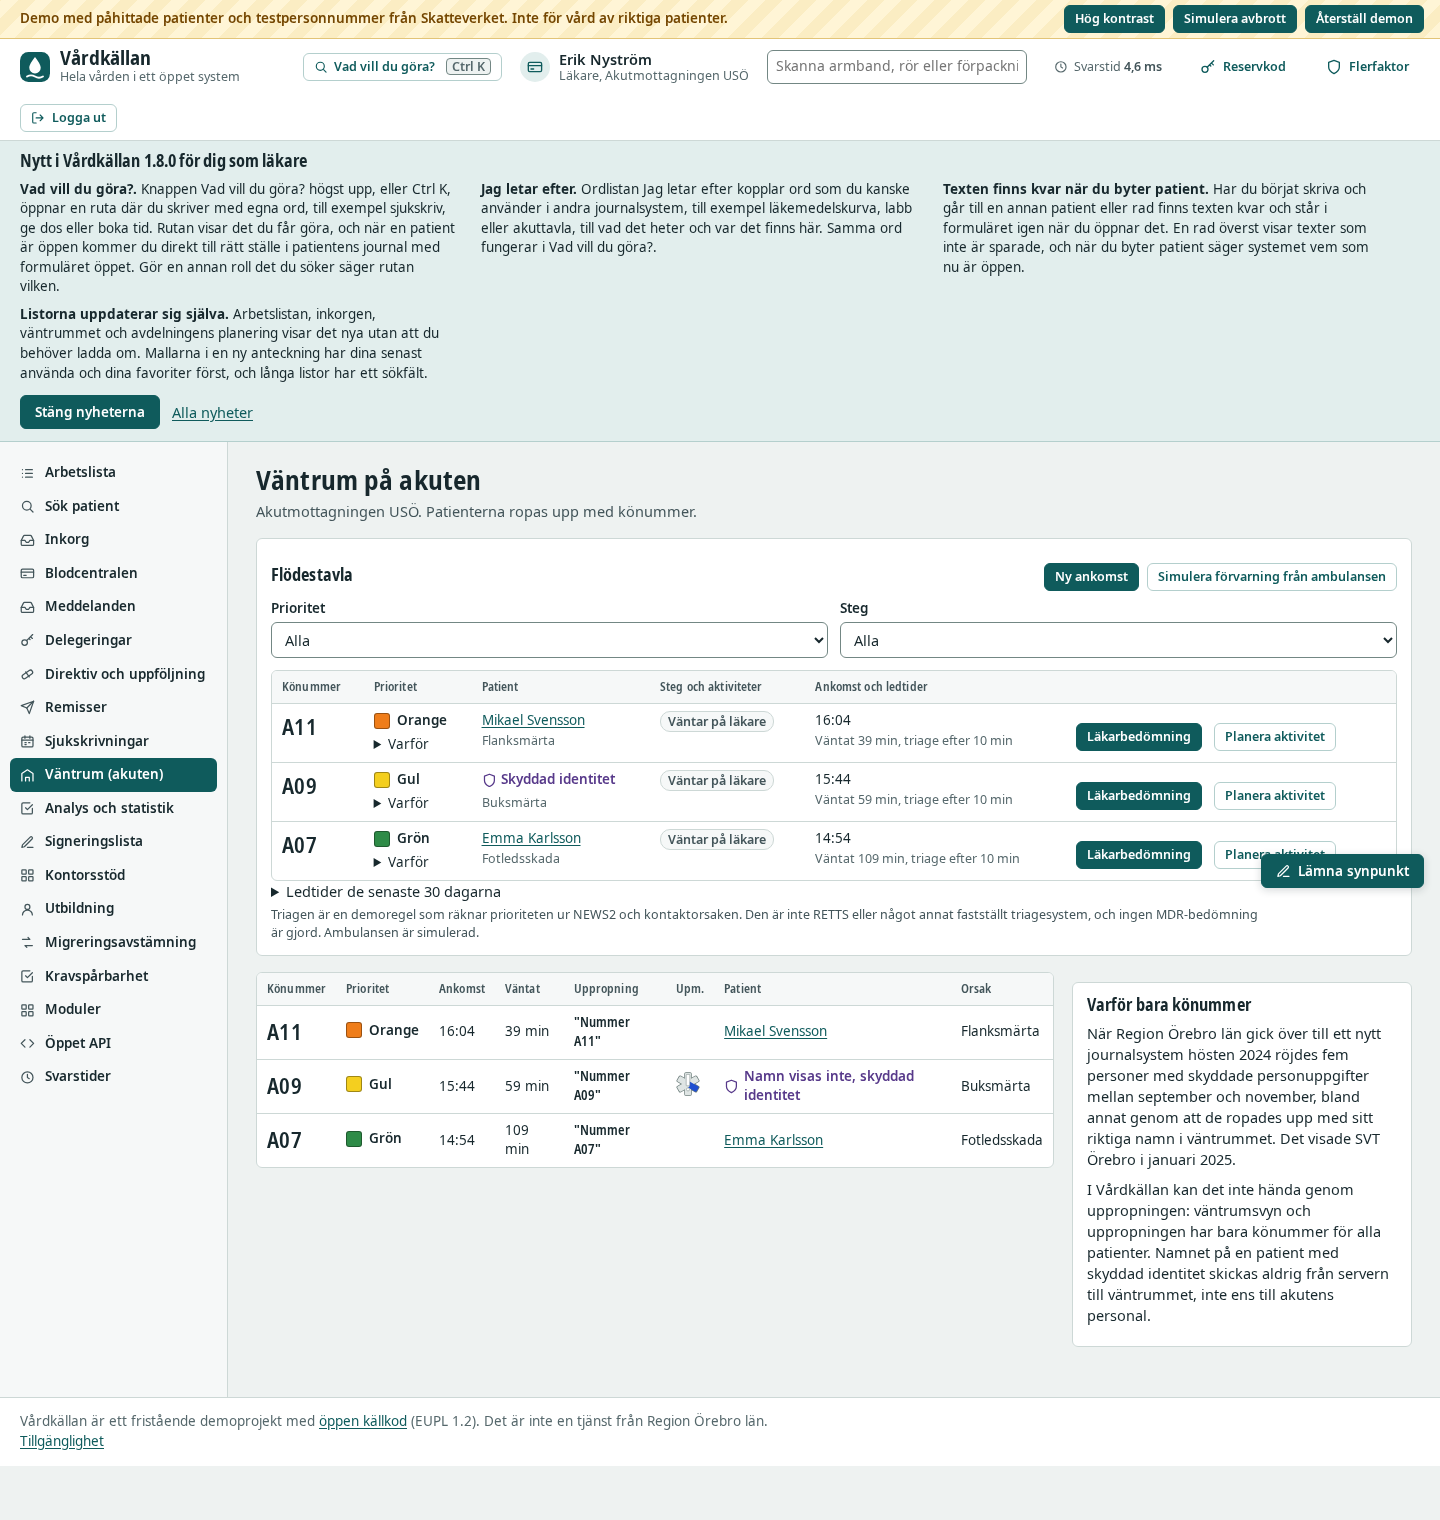 Demo med påhittade patienter och testpersonnummer från Skatteverket. Inte för vård av riktiga patienter.
Hög kontrast
Simulera avbrott
Återställ demon
Vårdkällan
Hela vården i ett öppet system
Vad vill du göra? Ctrl K
Erik Nyström
Läkare, Akutmottagningen USÖ
Skanna armband, rör eller förpackni
Svarstid 4,6 ms
Reservkod
Flerfaktor
Logga ut
Nytt i Vårdkällan 1.8.0 för dig som läkare
Vad vill du göra?. Knappen Vad vill du göra? högst upp, eller Ctrl K,
öppnar en ruta där du skriver med egna ord, till exempel sjukskriv,
ge dos eller boka tid. Rutan visar det du får göra, och när en patient
är öppen kommer du direkt till rätt ställe i patientens journal med
formuläret öppet. Gör en annan roll det du söker säger rutan
vilken.
Jag letar efter. Ordlistan Jag letar efter kopplar ord som du kanske
använder i andra journalsystem, till exempel läkemedelskurva, labb
eller akuttavla, till vad det heter och var det finns här. Samma ord
fungerar i Vad vill du göra?.
Texten finns kvar när du byter patient. Har du börjat skriva och
går till en annan patient eller rad finns texten kvar och står i
formuläret igen när du öppnar det. En rad överst visar texter som
inte är sparade, och när du byter patient säger systemet vem som
nu är öppen.
Listorna uppdaterar sig själva. Arbetslistan, inkorgen,
väntrummet och avdelningens planering visar det nya utan att du
behöver ladda om. Mallarna i en ny anteckning har dina senast
använda och dina favoriter först, och långa listor har ett sökfält.
Stäng nyheterna
Alla nyheter
Arbetslista
Sök patient
Inkorg
Blodcentralen
Meddelanden
Delegeringar
Direktiv och uppföljning
Remisser
Sjukskrivningar
Väntrum (akuten)
Analys och statistik
Signeringslista
Kontorsstöd
Utbildning
Migreringsavstämning
Kravspårbarhet
Moduler
Öppet API
Svarstider
Väntrum på akuten
Akutmottagningen USÖ. Patienterna ropas upp med könummer.
Flödestavla
Ny ankomst
Simulera förvarning från ambulansen
Prioritet
Steg
Alla
Alla
Könummer Prioritet Patient Steg och aktiviteter Ankomst och ledtider
A11 Orange Mikael Svensson Väntar på läkare 16:04
Varför Flanksmärta Väntat 39 min, triage efter 10 min Läkarbedömning Planera aktivitet
A09 Gul Skyddad identitet Väntar på läkare 15:44
Varför Buksmärta Väntat 59 min, triage efter 10 min Läkarbedömning Planera aktivitet
A07 Grön Emma Karlsson Väntar på läkare 14:54
Varför Fotledsskada Väntat 109 min, triage efter 10 min Läkarbedömning Planera aktivitet
Lämna synpunkt
Ledtider de senaste 30 dagarna
Triagen är en demoregel som räknar prioriteten ur NEWS2 och kontaktorsaken. Den är inte RETTS eller något annat fastställt triagesystem, och ingen MDR-bedömning
är gjord. Ambulansen är simulerad.
Könummer Prioritet Ankomst Väntat Uppropning Upm. Patient Orsak
A11 Orange 16:04 39 min "Nummer A11" Mikael Svensson Flanksmärta
A09 Gul 15:44 59 min "Nummer A09" Namn visas inte, skyddad identitet Buksmärta
A07 Grön 14:54 109 min "Nummer A07" Emma Karlsson Fotledsskada
Varför bara könummer
När Region Örebro län gick över till ett nytt
journalsystem hösten 2024 röjdes fem
personer med skyddade personuppgifter
mellan september och november, bland
annat genom att de ropades upp med sitt
riktiga namn i väntrummet. Det visade SVT
Örebro i januari 2025.
I Vårdkällan kan det inte hända genom
uppropningen: väntrumsvyn och
uppropningen har bara könummer för alla
patienter. Namnet på en patient med
skyddad identitet skickas aldrig från servern
till väntrummet, inte ens till akutens
personal.
Vårdkällan är ett fristående demoprojekt med öppen källkod (EUPL 1.2). Det är inte en tjänst från Region Örebro län.
Tillgänglighet